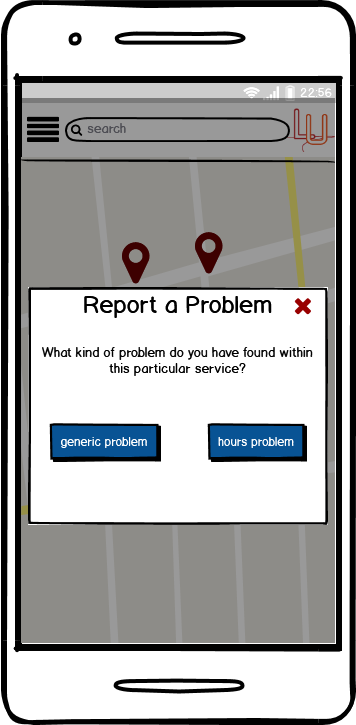 22:56
search
LU
Report a Problem
What kind of problem do you have found within
this particular service?
generic problem
hours problem